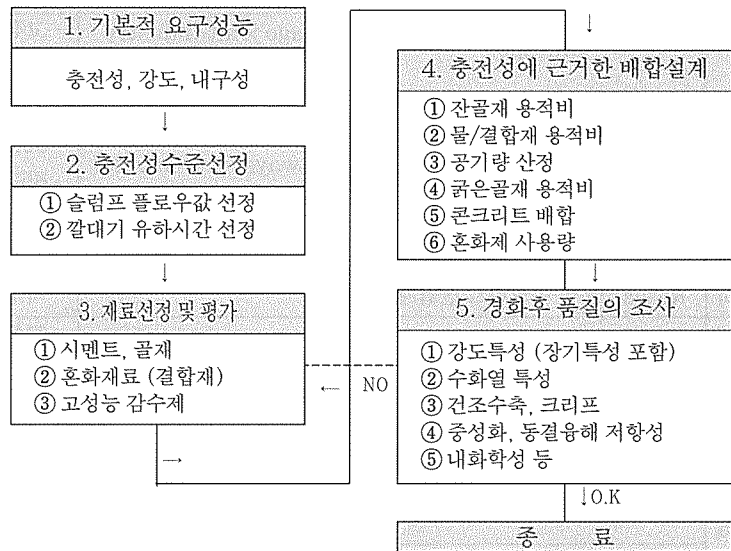 1. 기본적 요구성능
충전성, 강도, 내구성
↓
2. 충전성수준선정
① 슬럼프 플로우값 선정
② 깔대기 유하시간 선정
↓
3. 재료선정 및 평가
① 시멘트, 골재
② 혼화재료 (결합재)
③ 고성능 감수제
→
↓
4. 충전성에 근거한 배합설계
① 잔골재 용적비
② 물/결합재 용적비
③ 공기량 산정
④ 굵은골재 용적비
⑤ 콘크리트 배합
⑥ 혼화제 사용량
↓
5. 경화후 품질의 조사
① 강도특성 (장기특성 포함)
② 수화열 특성
③ 건조수축, 크리프
④ 중성화, 동결융해 저항성
⑤ 내화학성 등
← NO
↓O.K
종 료